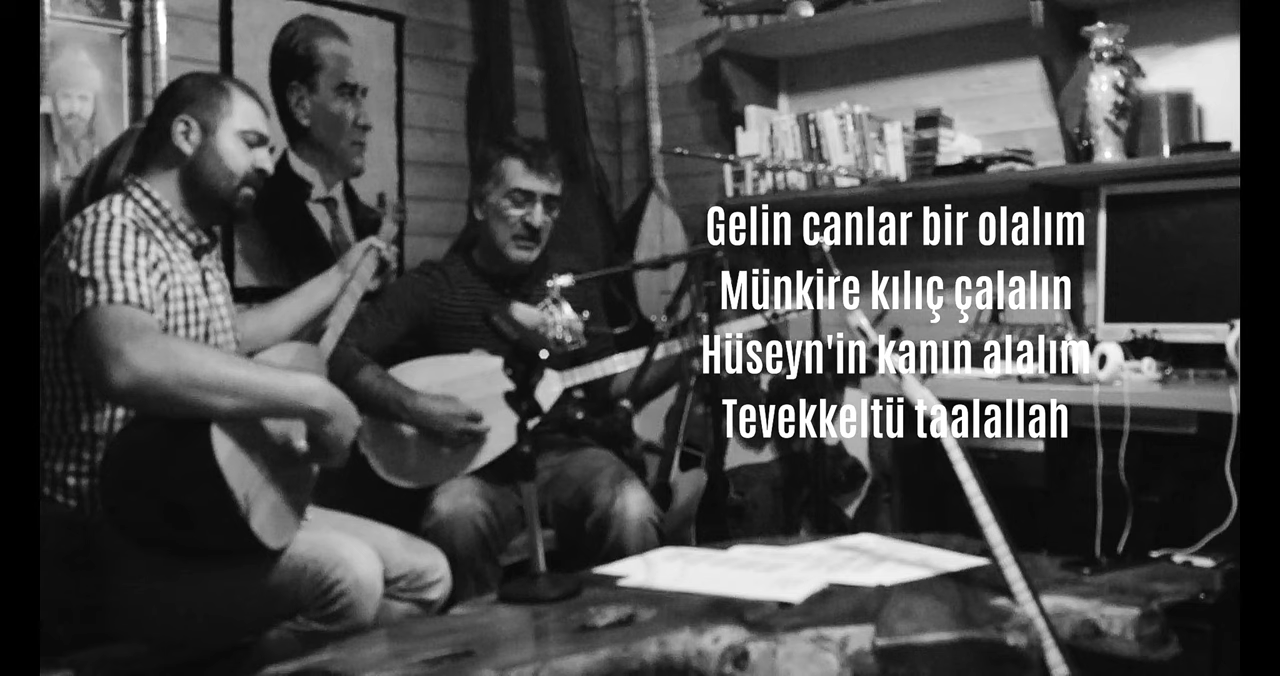 Gelin canlar bir olalım
Münkire kılıç çalalın
Hüseyn'in kanın alalım
Tevekkeltü taalallah